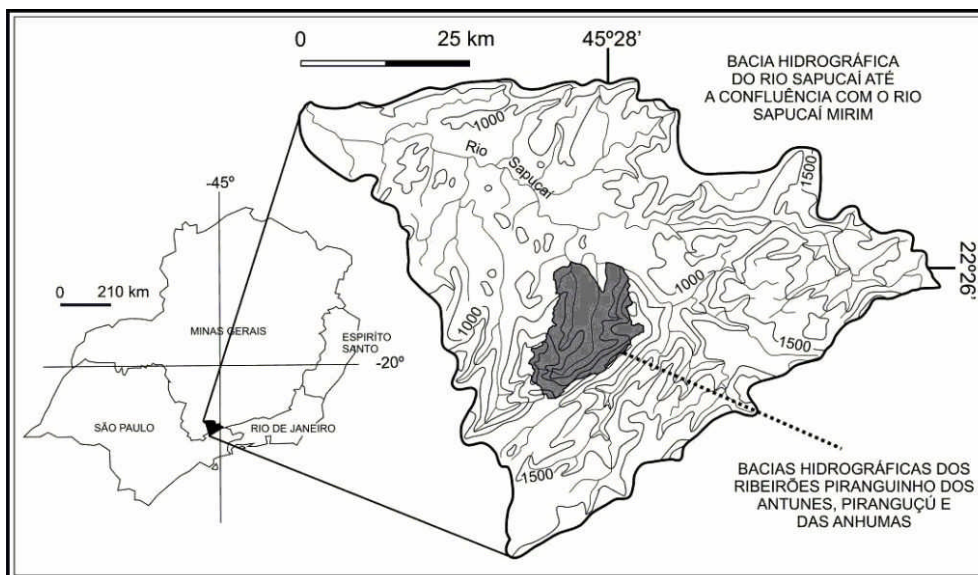 0 25 km
45º28'
BACIA HIDROGRÁFICA
DO RIO SAPUCAÍ ATÉ
A CONFLUÊNCIA COM O RIO
SAPUCAÍ MIRIM
1000
Rio Sapucaí
1500
-45º
22º26'
0 210 km
1000
1000
MINAS GERAIS
ESPIRÍTO
SANTO
-20º
1500
SÃO PAULO
RIO DE JANEIRO
1500
BACIAS HIDROGRÁFICAS DOS
RIBEIRÕES PIRANGUINHO DOS
ANTUNES, PIRANGUÇÚ E
DAS ANHUMAS